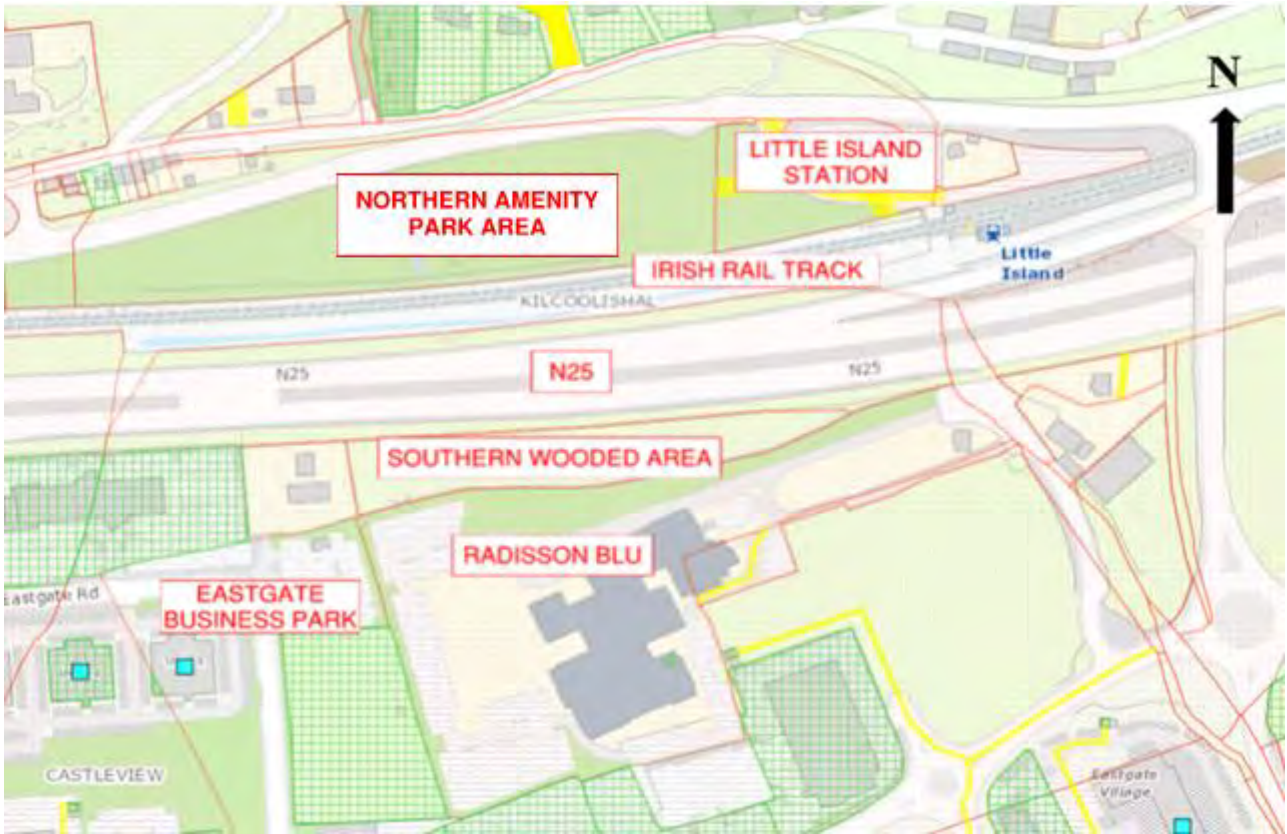 N
LITTLE ISLAND
STATION
NORTHERN AMENITY
PARK AREA
Little
Island
IRISH RAIL TRACK
KILCOOLISHAL
N25
N25
N25
SOUTHERN WOODED AREA
RADISSON BLU
Eastgate Rd
EASTGATE
BUSINESS PARK
CASTLEVIEW
Eastgate
Village